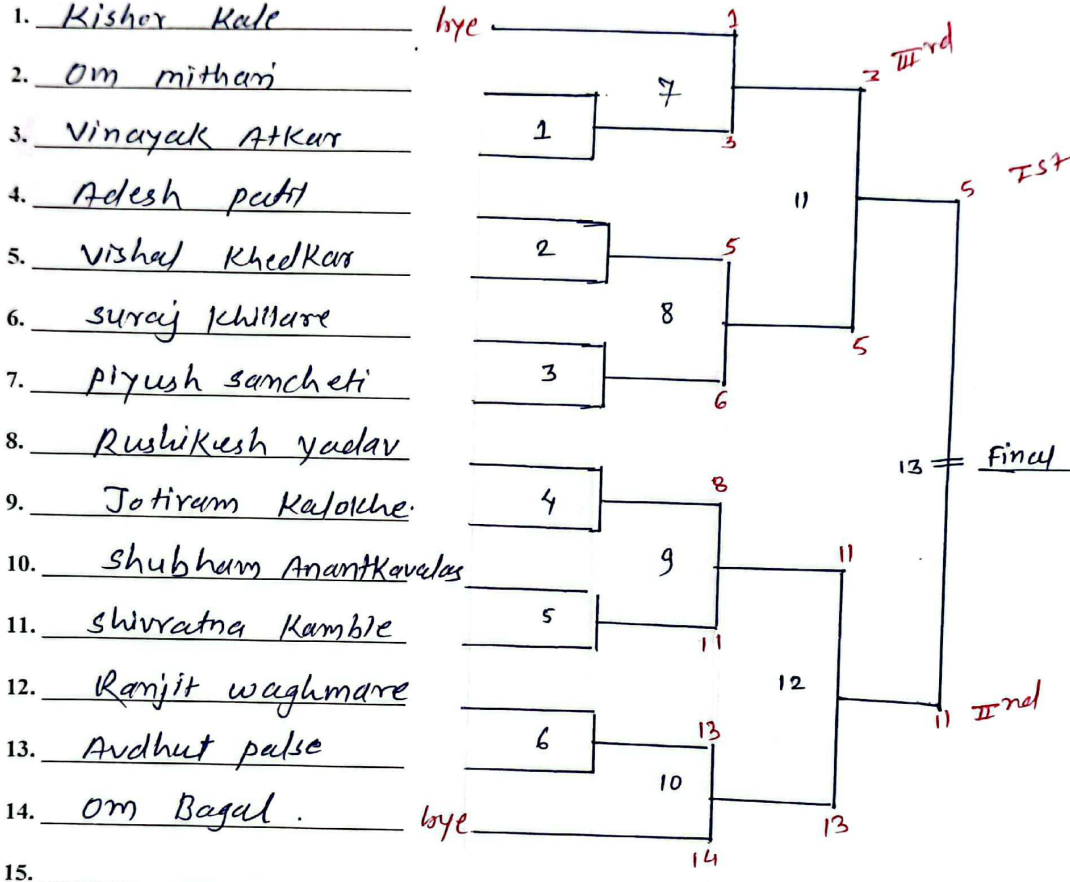 1. Kishor Kale bye 1
2. Om mithari 7 3 IIIrd
3. Vinayak Atkar 1 3
4. Adesh patil 11 5 Ist
5. Vishal Khedkar 2 5
6. suraj Khillare 8 5
7. piyush sancheti 3 6
8. Rushikesh yadav 13 Final
9. Jotiram Kalokhe. 4 8
10. Shubham AnantKavalas 9 11
11. Shivratna Kamble 5 11
12. Ranjit waghmare 12 11 IInd
13. Avdhut palse 6 13
14. Om Bagal. bye 10 13
14
15.